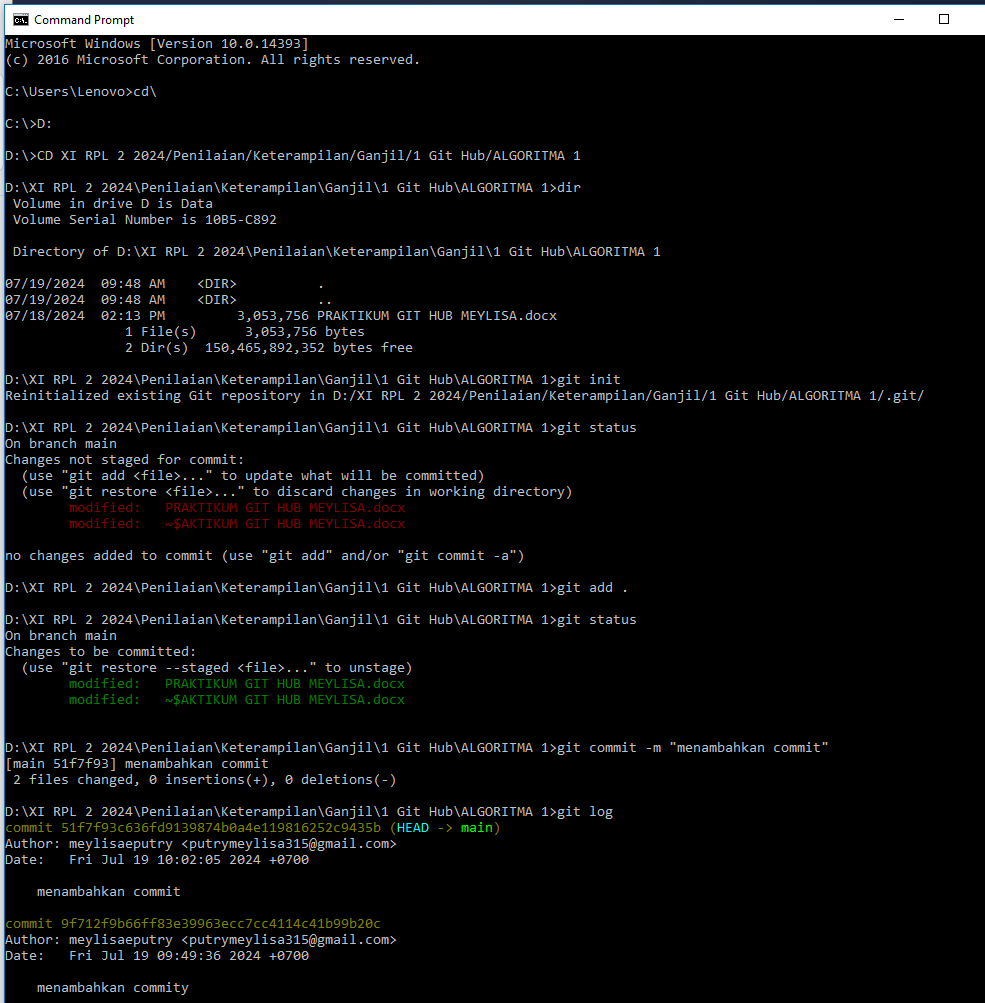 Command Prompt
Microsoft Windows [Version 10.0.14393]
(c) 2016 Microsoft Corporation. All rights reserved.
C:\Users\Lenovo>cd\
C:\>D:
D:\>CD XI RPL 2 2024/Penilaian/Keterampilan/Ganjil/1 Git Hub/ALGORITMA 1
D:\XI RPL 2 2024\Penilaian\Keterampilan\Ganjil\1 Git Hub\ALGORITMA 1>dir
 Volume in drive D is Data
 Volume Serial Number is 10B5-C892
 Directory of D:\XI RPL 2 2024\Penilaian\Keterampilan\Ganjil\1 Git Hub\ALGORITMA 1
07/19/2024  09:48 AM    <DIR>          .
07/19/2024  09:48 AM    <DIR>          ..
07/18/2024  02:13 PM         3,053,756 PRAKTIKUM GIT HUB MEYLISA.docx
               1 File(s)      3,053,756 bytes
               2 Dir(s)  150,465,892,352 bytes free
D:\XI RPL 2 2024\Penilaian\Keterampilan\Ganjil\1 Git Hub\ALGORITMA 1>git init
Reinitialized existing Git repository in D:/XI RPL 2 2024/Penilaian/Keterampilan/Ganjil/1 Git Hub/ALGORITMA 1/.git/
D:\XI RPL 2 2024\Penilaian\Keterampilan\Ganjil\1 Git Hub\ALGORITMA 1>git status
On branch main
Changes not staged for commit:
  (use "git add <file>..." to update what will be committed)
  (use "git restore <file>..." to discard changes in working directory)
        modified:   PRAKTIKUM GIT HUB MEYLISA.docx
        modified:   ~$AKTIKUM GIT HUB MEYLISA.docx
no changes added to commit (use "git add" and/or "git commit -a")
D:\XI RPL 2 2024\Penilaian\Keterampilan\Ganjil\1 Git Hub\ALGORITMA 1>git add .
D:\XI RPL 2 2024\Penilaian\Keterampilan\Ganjil\1 Git Hub\ALGORITMA 1>git status
On branch main
Changes to be committed:
  (use "git restore --staged <file>..." to unstage)
        modified:   PRAKTIKUM GIT HUB MEYLISA.docx
        modified:   ~$AKTIKUM GIT HUB MEYLISA.docx
D:\XI RPL 2 2024\Penilaian\Keterampilan\Ganjil\1 Git Hub\ALGORITMA 1>git commit -m "menambahkan commit"
[main 51f7f93] menambahkan commit
 2 files changed, 0 insertions(+), 0 deletions(-)
D:\XI RPL 2 2024\Penilaian\Keterampilan\Ganjil\1 Git Hub\ALGORITMA 1>git log
commit 51f7f93c636fd9139874b0a4e119816252c9435b (HEAD -> main)
Author: meylisaeputry <putrymeylisa315@gmail.com>
Date:   Fri Jul 19 10:02:05 2024 +0700
    menambahkan commit
commit 9f712f9b66ff83e39963ecc7cc4114c41b99b20c
Author: meylisaeputry <putrymeylisa315@gmail.com>
Date:   Fri Jul 19 09:49:36 2024 +0700
    menambahkan commity